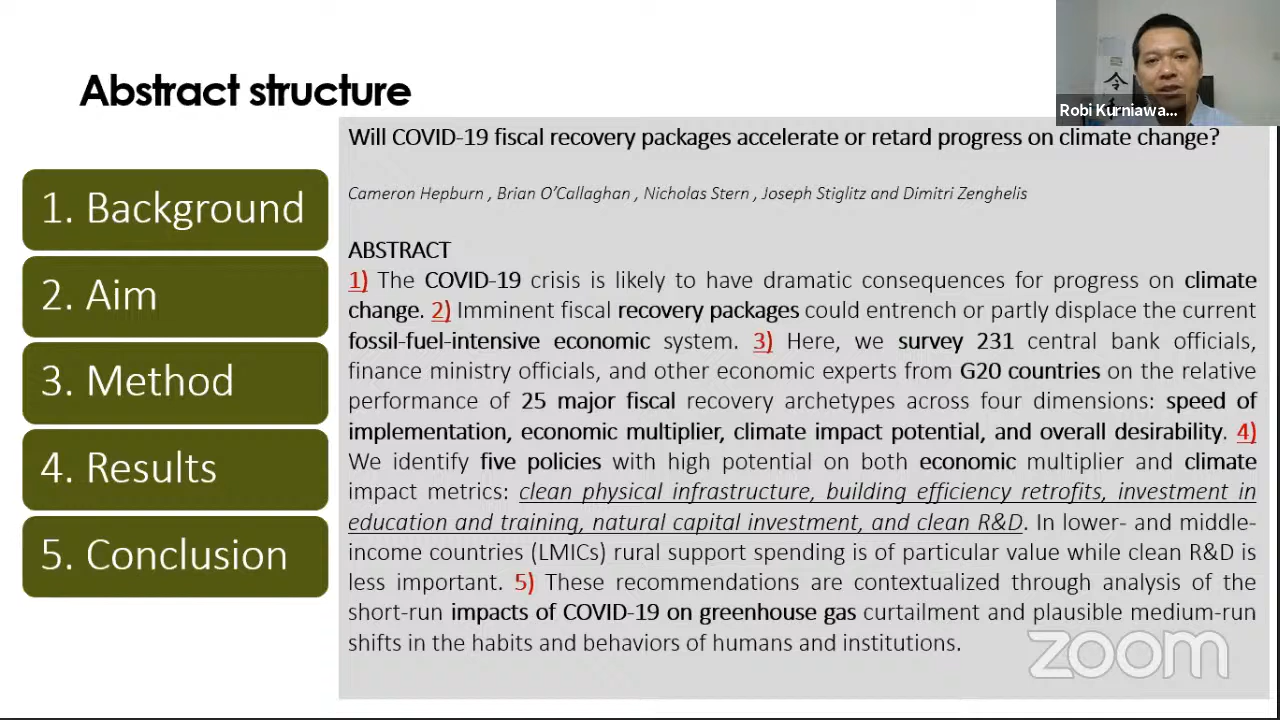 Abstract structure
Robi Kurniawa...
令
1. Background
2. Aim
3. Method
4. Results
5. Conclusion
Will COVID-19 fiscal recovery packages accelerate or retard progress on climate change?
Cameron Hepburn , Brian O’Callaghan , Nicholas Stern , Joseph Stiglitz and Dimitri Zenghelis
ABSTRACT
1) The COVID-19 crisis is likely to have dramatic consequences for progress on climate
change. 2) Imminent fiscal recovery packages could entrench or partly displace the current
fossil-fuel-intensive economic system. 3) Here, we survey 231 central bank officials,
finance ministry officials, and other economic experts from G20 countries on the relative
performance of 25 major fiscal recovery archetypes across four dimensions: speed of
implementation, economic multiplier, climate impact potential, and overall desirability. 4)
We identify five policies with high potential on both economic multiplier and climate
impact metrics: clean physical infrastructure, building efficiency retrofits, investment in
education and training, natural capital investment, and clean R&D. In lower- and middle-
income countries (LMICs) rural support spending is of particular value while clean R&D is
less important. 5) These recommendations are contextualized through analysis of the
short-run impacts of COVID-19 on greenhouse gas curtailment and plausible medium-run
shifts in the habits and behaviors of humans and institutions.
zoom